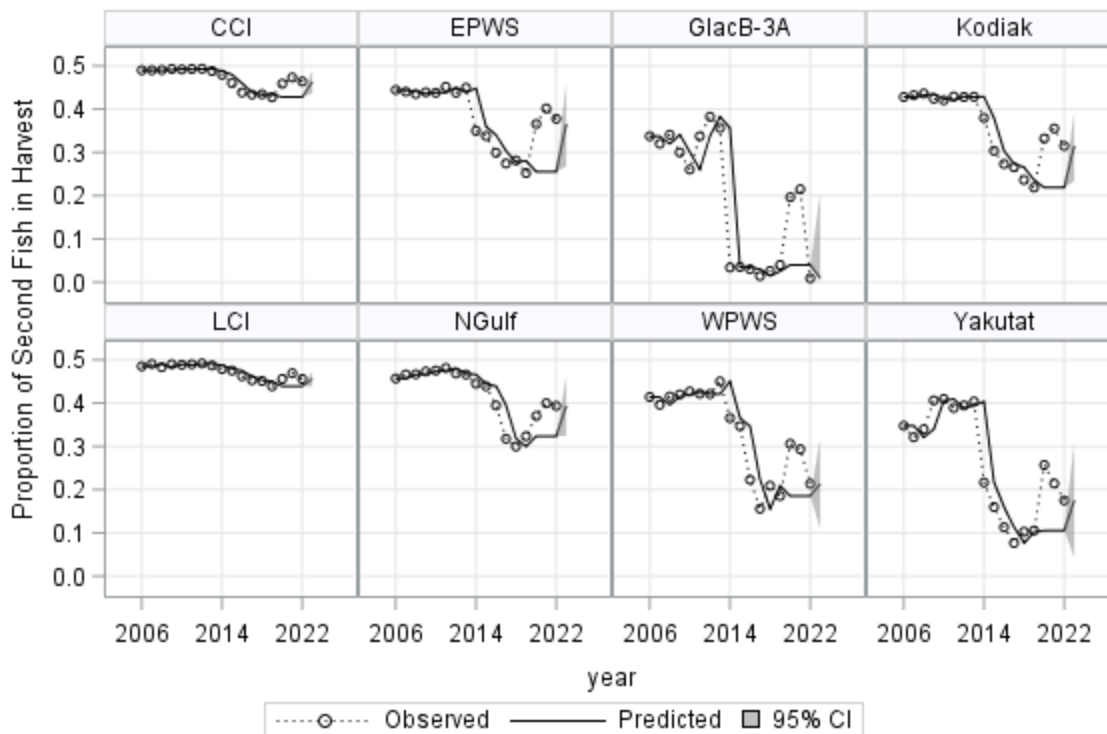 CCI EPWS GlacB-3A Kodiak
0.5
0.4
0.3
0.2
0.1
0.0
LCI NGulf WPWS Yakutat
0.5
0.4
0.3
0.2
0.1
0.0
Proportion of Second Fish in Harvest
2006 2014 2022 2006 2014 2022 2006 2014 2022 2006 2014 2022
year
Observed Predicted 95% CI